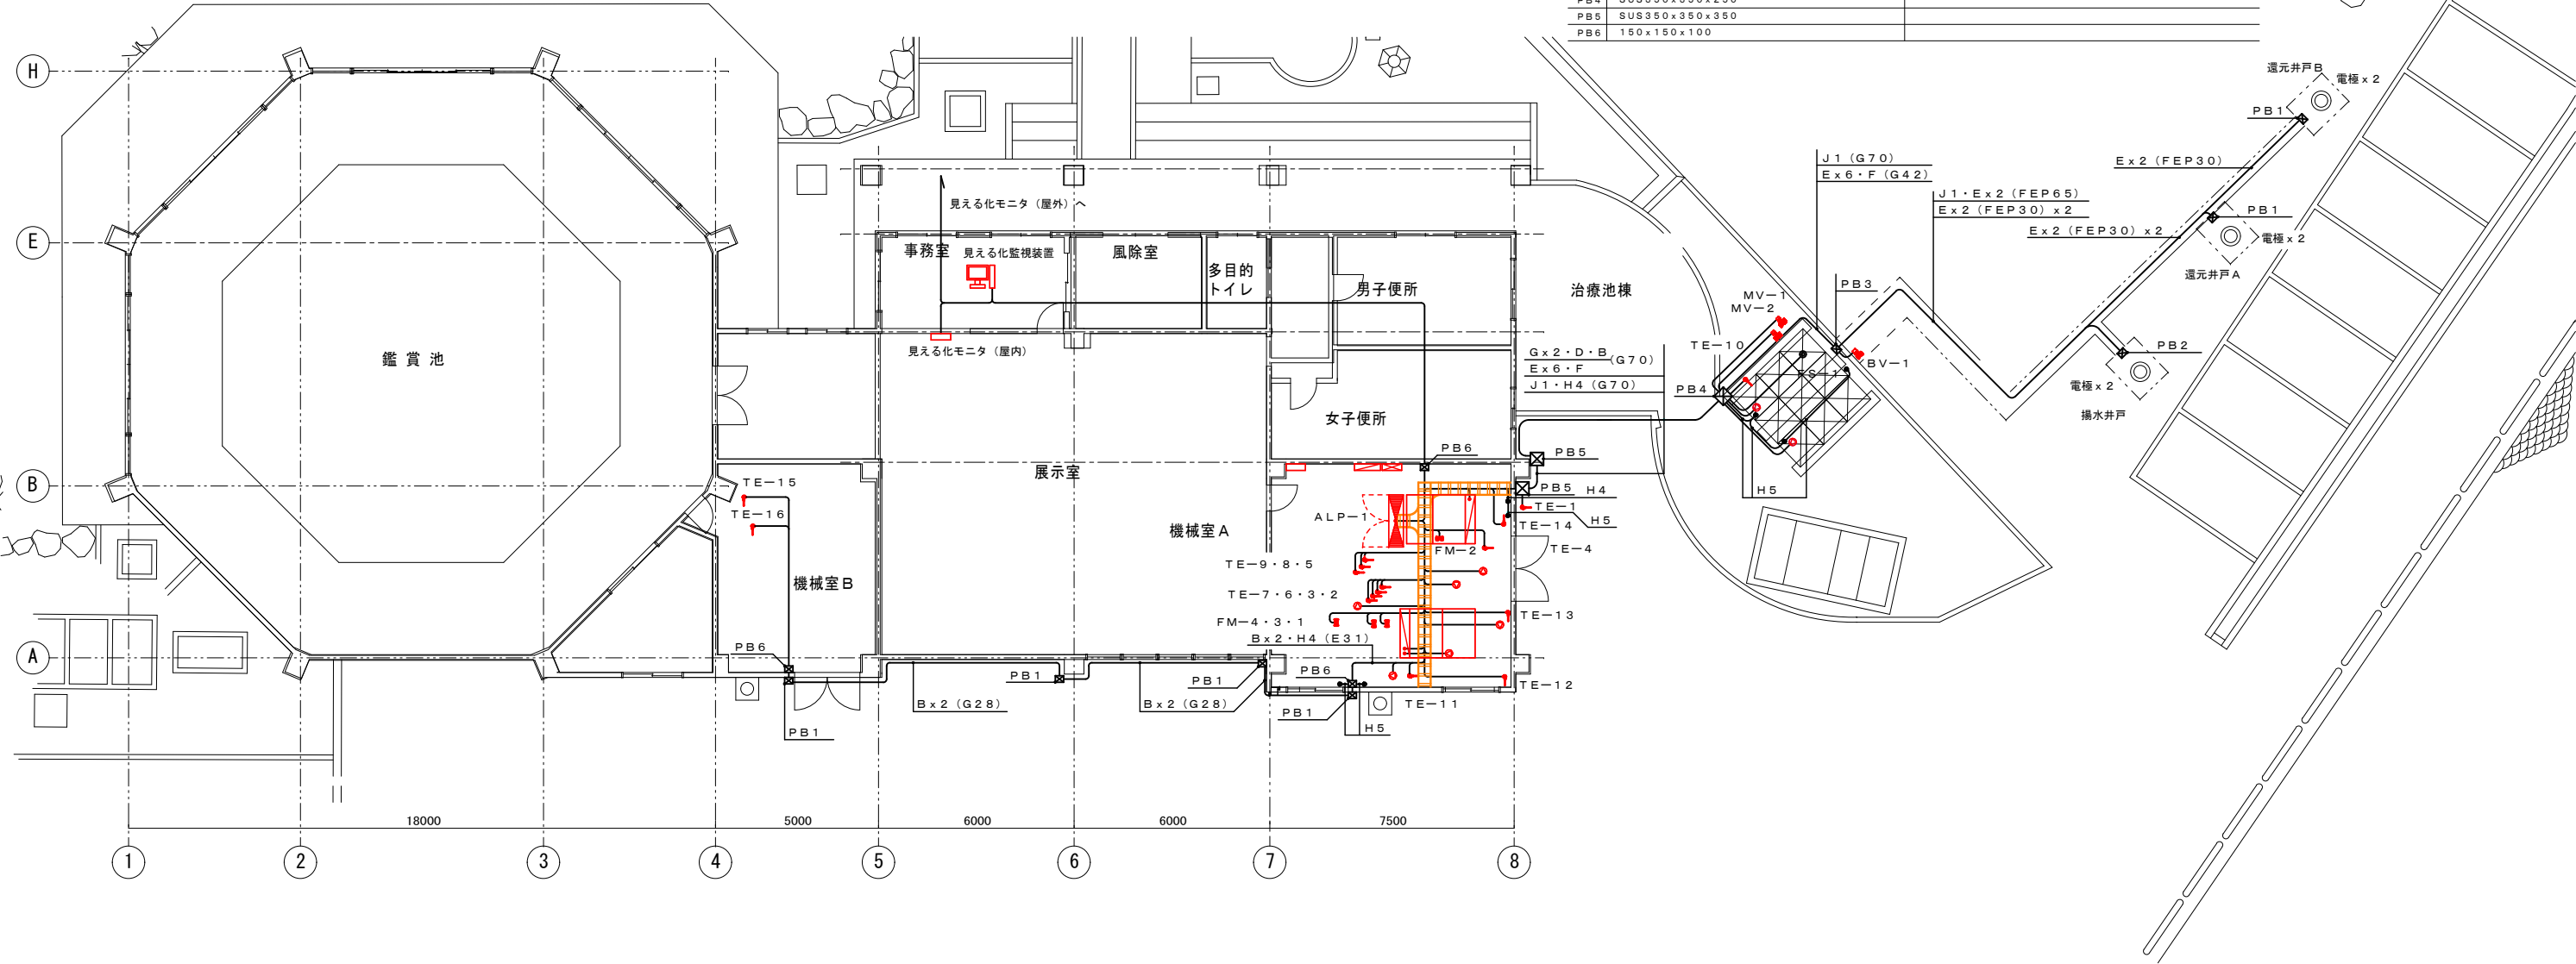 PB4 SUS350x350x250
PB5 SUS350x350x350
PB6 150x150x100
H
還元井戸B
電極x2
PB1
J1(G70)
Ex6・F(G42)
Ex2(FEP30)
J1・Ex2(FEP65)
Ex2(FEP30)x2
見える化モニタ(屋外)へ
PB1
Ex2(FEP30)x2
電極x2
E
事務室
見える化監視装置
風除室
多目的
トイレ
男子便所
治療池棟
還元井戸A
PB3
MV-1
MV-2
TE-10
見える化モニタ(屋内)
鑑賞池
Gx2・D・B(G70)
Ex6・F
J1・H4(G70)
BV-1
PB2
FS-1
PB4
電極x2
揚水井戸
女子便所
PB6
PB5
展示室
B
TE-15
TE-16
H5
PB5
H4
TE-1
ALP-1
TE-14
H5
機械室A
FM-2
TE-4
TE-9・8・5
機械室B
TE-7・6・3・2
FM-4・3・1
TE-13
Bx2・H4(E31)
A
PB6
PB6
PB1
PB1
TE-12
Bx2(G28)
Bx2(G28)
PB1
TE-11
PB1
H5
18000
5000
6000
6000
7500
1
2
3
4
5
6
7
8